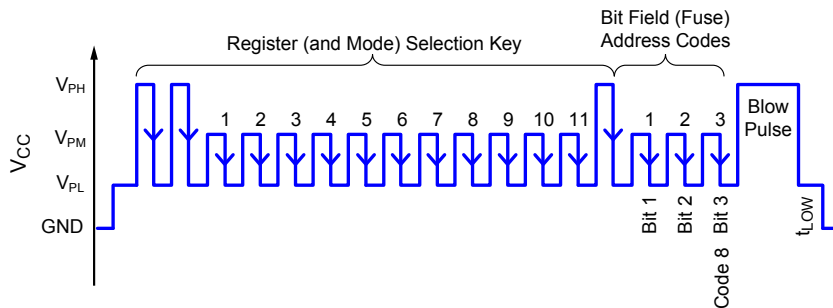 Register (and Mode) Selection Key
Bit Field (Fuse)
Address Codes
VCC
VPH
VPM
VPL
GND
1 2 3 4 5 6 7 8 9 10 11
1 2 3
Blow
Pulse
Bit 1
Bit 2
Bit 3
Code 8
tLOW